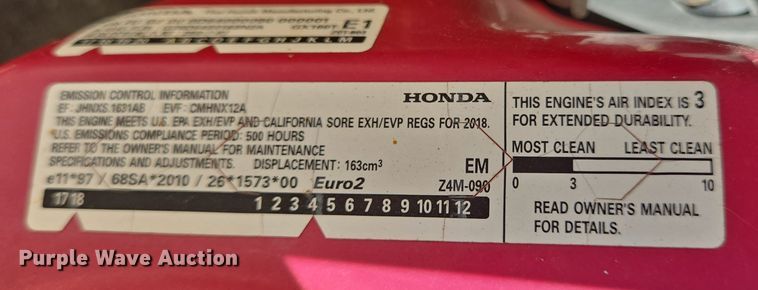 E1
A B C D E F G H J K L M
EMISSION CONTROL INFORMATION
HONDA
EF: JHNXS.1631AB EVF: CMHNX12A
THIS ENGINE MEETS U.S. EPA EXH/EVP AND CALIFORNIA SORE EXH/EVP REGS FOR 2018.
U.S. EMISSIONS COMPLIANCE PERIOD: 500 HOURS
REFER TO THE OWNER'S MANUAL FOR MAINTENANCE
SPECIFICATIONS AND ADJUSTMENTS. DISPLACEMENT: 163cm³ EM
e11*97 / 68SA*2010 / 26*1573*00 Euro2 Z4M-090
17 18 1 2 3 4 5 6 7 8 9 10 11 12
THIS ENGINE'S AIR INDEX IS 3
FOR EXTENDED DURABILITY.
MOST CLEAN LEAST CLEAN
0 3 10
READ OWNER'S MANUAL
FOR DETAILS.
Purple Wave Auction